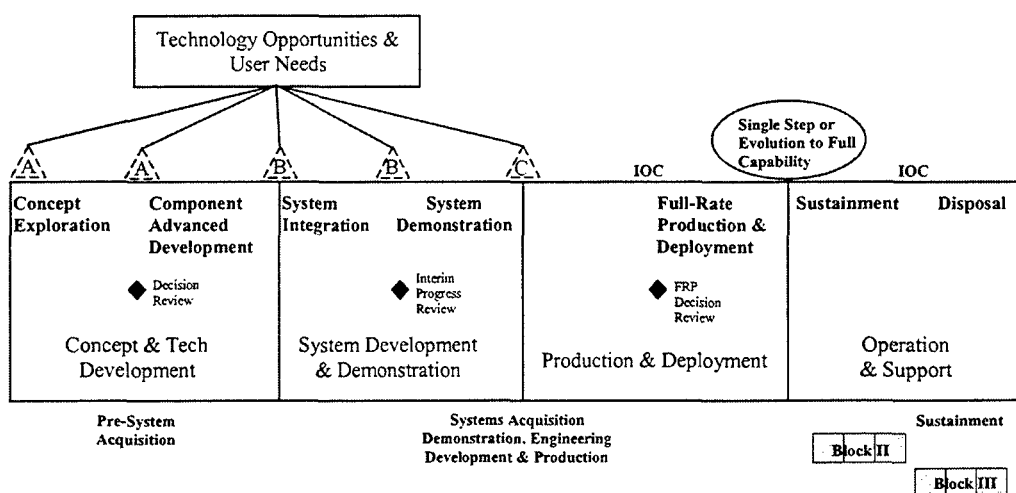 Technology Opportunities &
User Needs
Single Step or
Evolution to Full
Capability
A
A
B
B
C
IOC
IOC
Concept
Exploration
Component
Advanced
Development
System
Integration
System
Demonstration
Full-Rate
Production &
Deployment
Sustainment
Disposal
Decision
Review
Interim
Progress
Review
FRP
Decision
Review
Concept & Tech
Development
System Development
& Demonstration
Production & Deployment
Operation
& Support
Pre-System
Acquisition
Systems Acquisition
Demonstration, Engineering
Development & Production
Sustainment
Block II
Block III